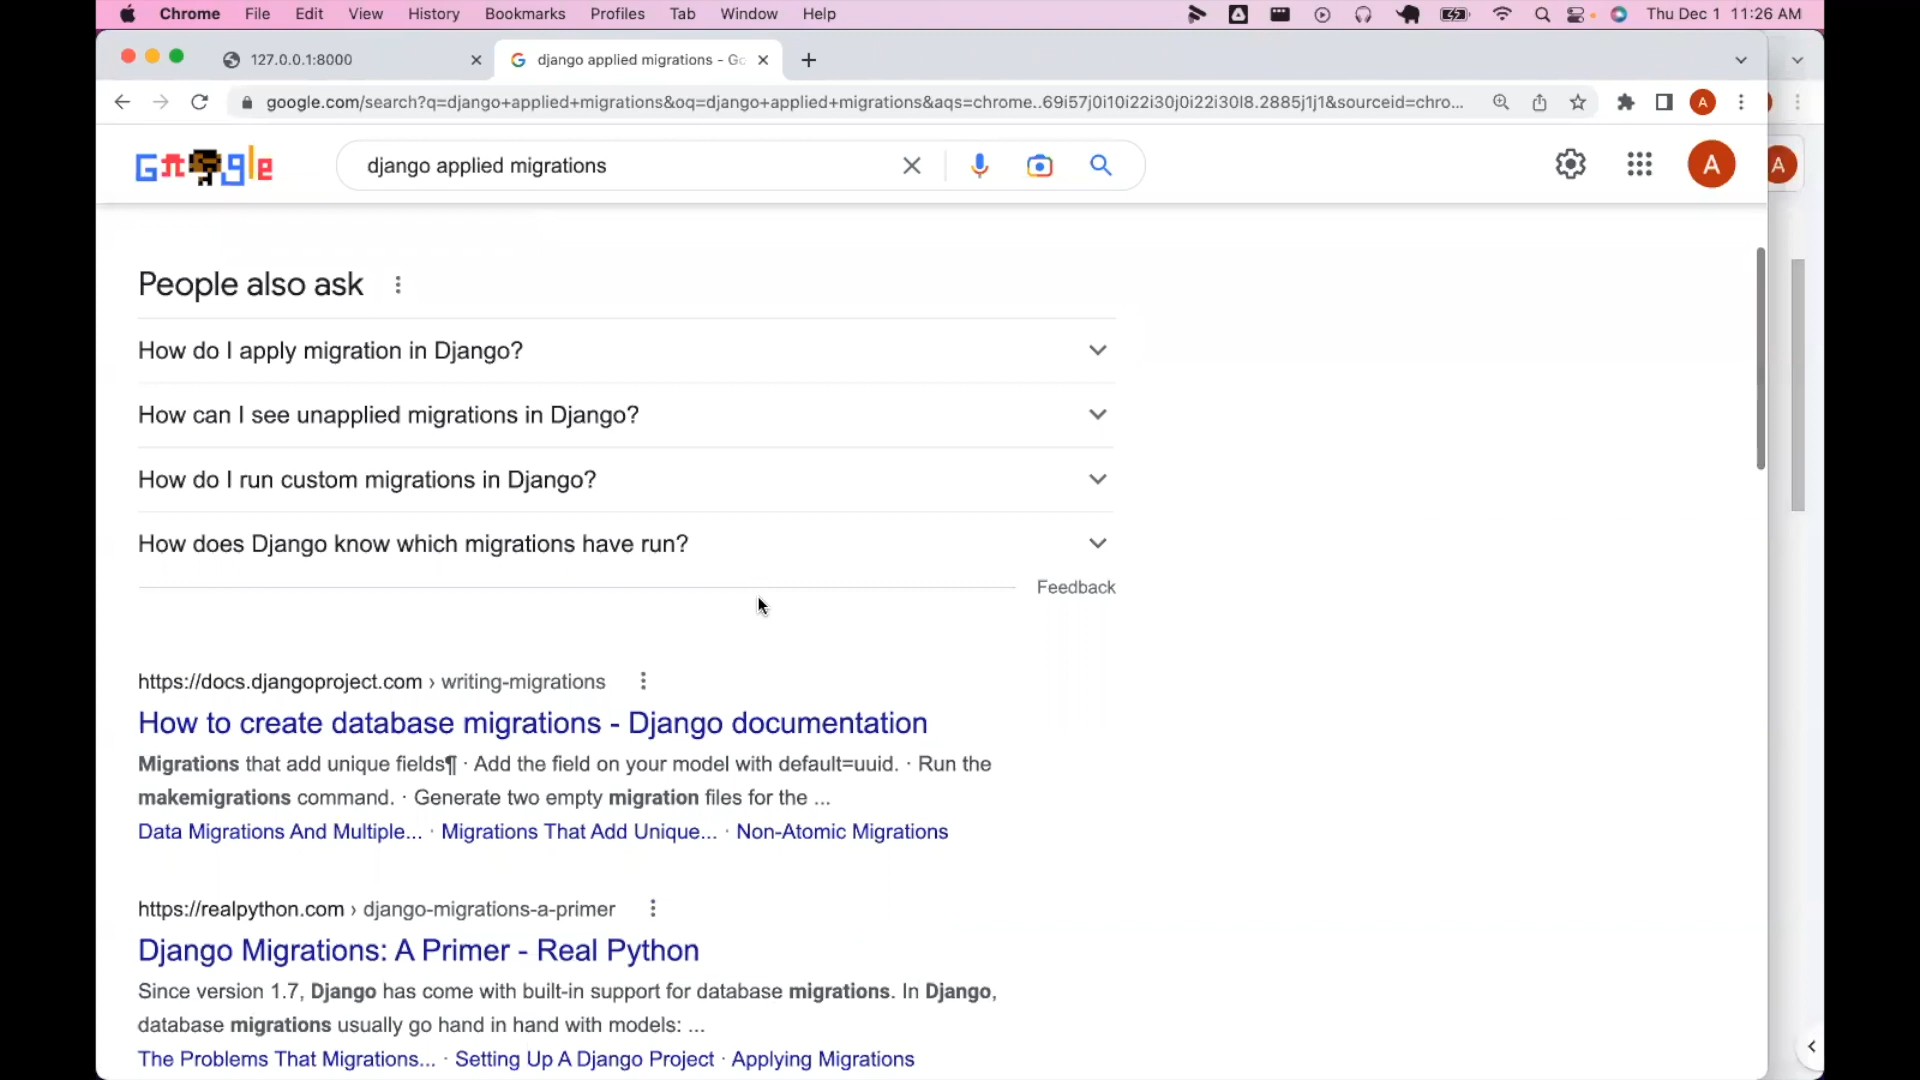 Chrome File Edit View History Bookmarks Profiles Tab Window Help Thu Dec 1 11:26 AM
127.0.0.1:8000 django applied migrations - Go
google.com/search?q=django+applied+migrations&oq=django+applied+migrations&aqs=chrome..69i57j0i10i22i30j0i22i30l8.2885j1j1&sourceid=chro... A
Google django applied migrations A A
People also ask
How do I apply migration in Django?
How can I see unapplied migrations in Django?
How do I run custom migrations in Django?
How does Django know which migrations have run?
Feedback
https://docs.djangoproject.com › writing-migrations
How to create database migrations - Django documentation
Migrations that add unique fields¶ · Add the field on your model with default=uuid. · Run the
makemigrations command. · Generate two empty migration files for the ...
Data Migrations And Multiple... · Migrations That Add Unique... · Non-Atomic Migrations
https://realpython.com › django-migrations-a-primer
Django Migrations: A Primer - Real Python
Since version 1.7, Django has come with built-in support for database migrations. In Django,
database migrations usually go hand in hand with models: ...
The Problems That Migrations... · Setting Up A Django Project · Applying Migrations